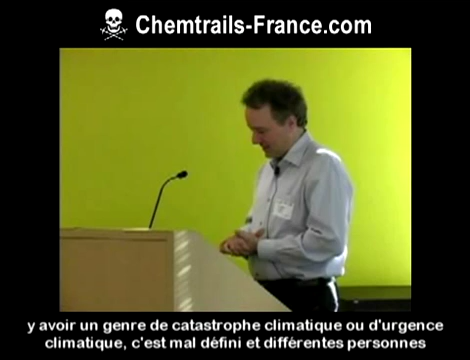 Chemtrails-France.com
y avoir un genre de catastrophe climatique ou d'urgence
climatique, c'est mal défini et différentes personnes